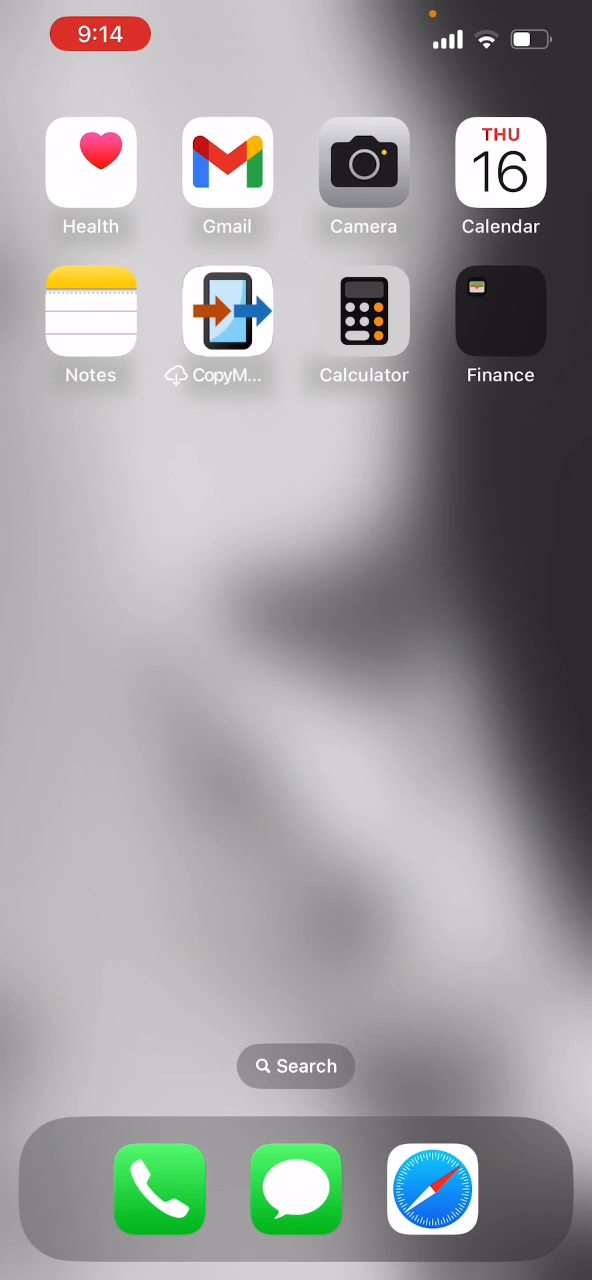 9:14
THU
16
Health
Gmail
Camera
Calendar
Notes
CopyM...
Calculator
Finance
Search